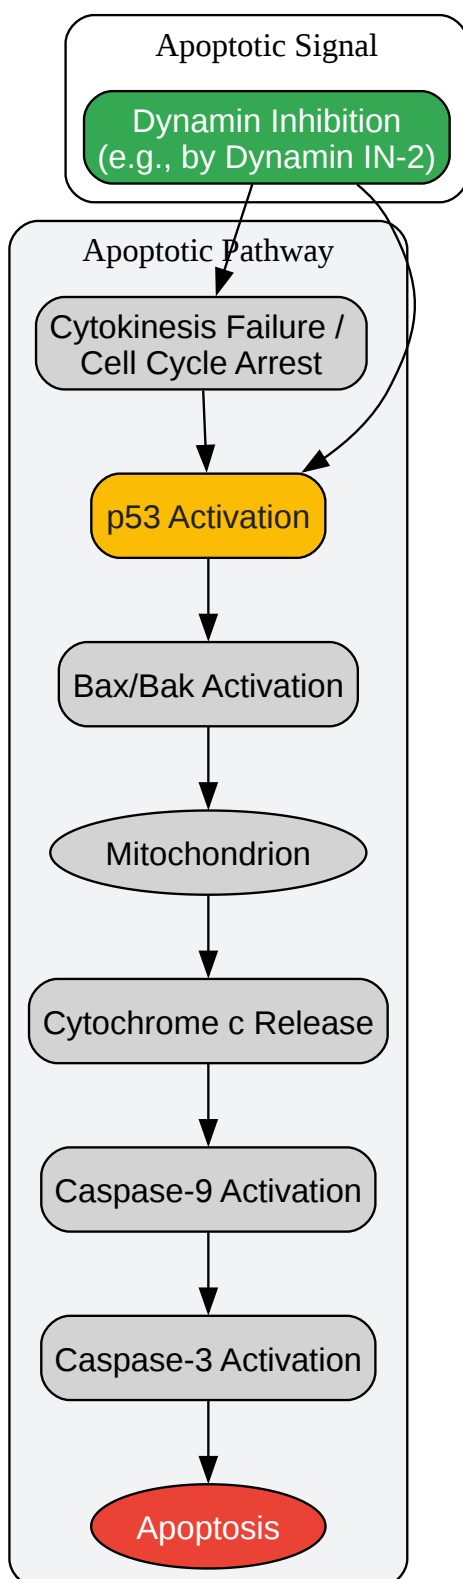 Apoptotic Signal
Dynamin Inhibition
(e.g., by Dynamin IN-2)
Apoptotic Pathway
Cytokinesis Failure /
Cell Cycle Arrest
p53 Activation
Bax/Bak Activation
Mitochondrion
Cytochrome c Release
Caspase-9 Activation
Caspase-3 Activation
Apoptosis